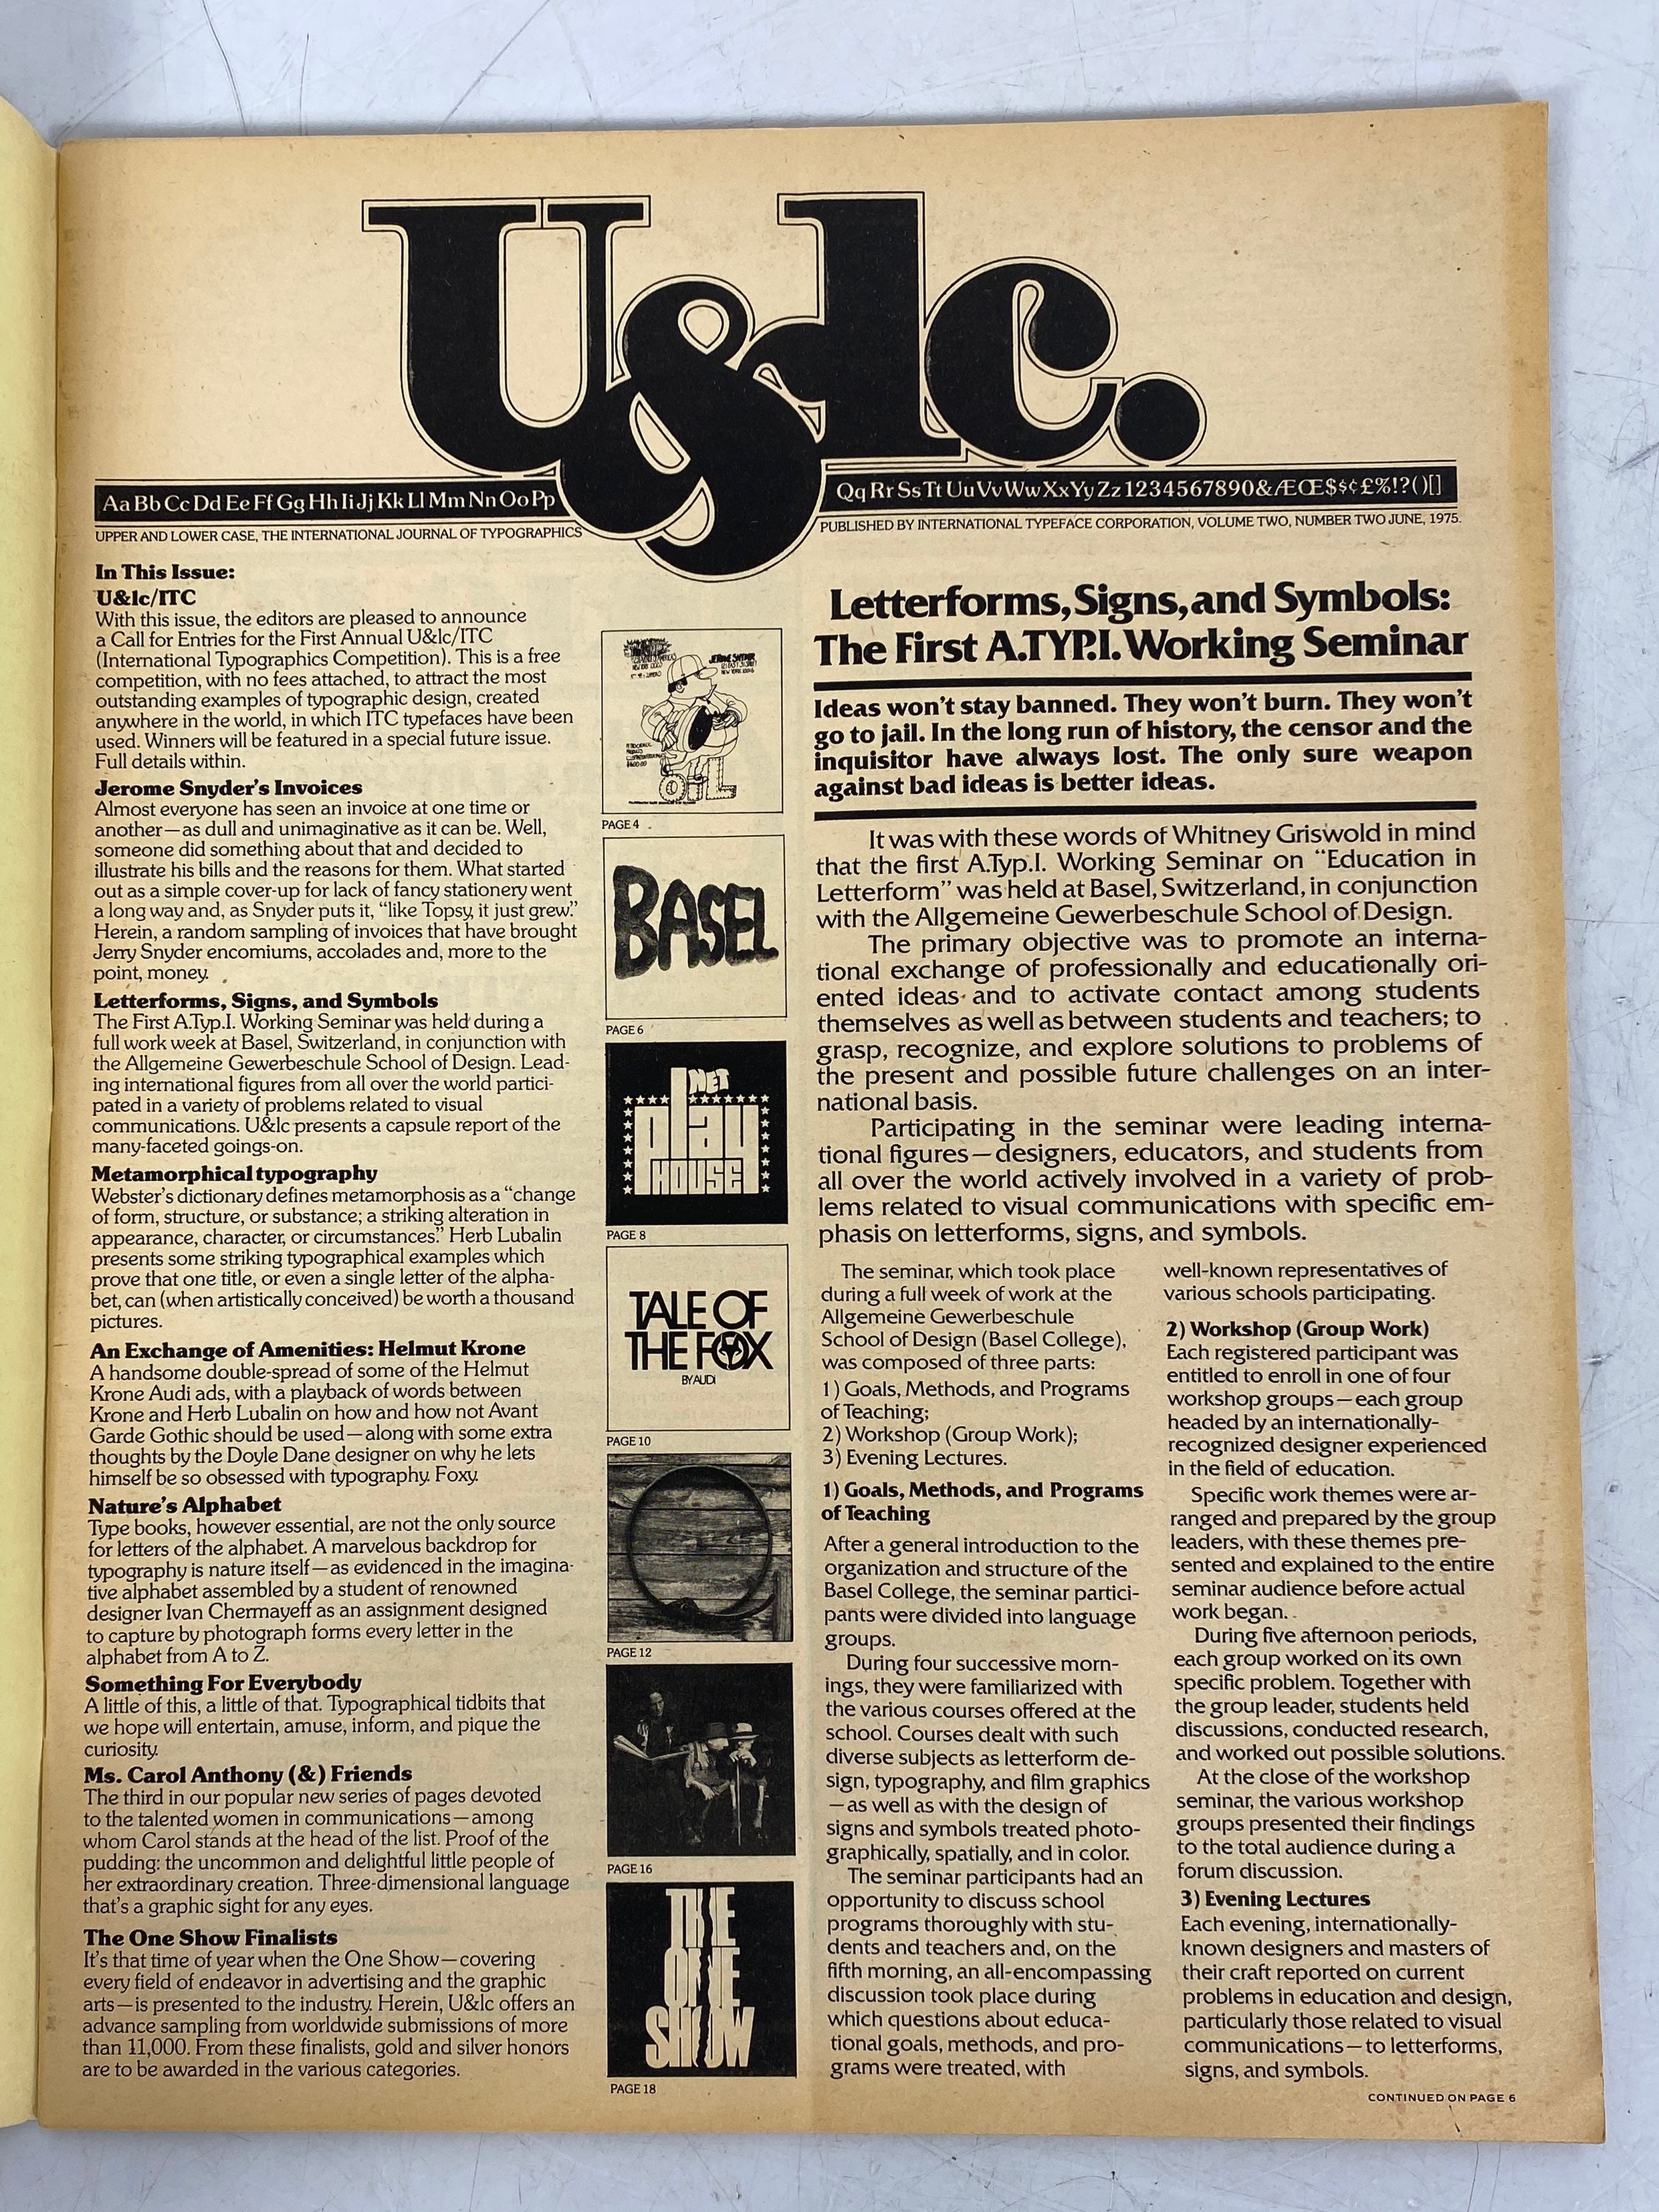 U&lc.
Aa Bb Cc Dd Ee Ff Gg Hh Ii Jj Kk Ll Mm Nn Oo Pp
Qq Rr Ss Tt Uu Vv Ww Xx Yy Zz 1234567890&ÆŒ$$¢£%!?()[]
UPPER AND LOWER CASE, THE INTERNATIONAL JOURNAL OF TYPOGRAPHICS
PUBLISHED BY INTERNATIONAL TYPEFACE CORPORATION, VOLUME TWO, NUMBER TWO JUNE, 1975.
In This Issue:
U&lc/ITC
With this issue, the editors are pleased to announce
a Call for Entries for the First Annual U&lc/ITC
(International Typographics Competition). This is a free
competition, with no fees attached, to attract the most
outstanding examples of typographic design, created
anywhere in the world, in which ITC typefaces have been
used. Winners will be featured in a special future issue.
Full details within.
Jerome Snyder's Invoices
Almost everyone has seen an invoice at one time or
another—as dull and unimaginative as it can be. Well,
someone did something about that and decided to
illustrate his bills and the reasons for them. What started
out as a simple cover-up for lack of fancy stationery went
a long way and, as Snyder puts it, "like Topsy, it just grew."
Herein, a random sampling of invoices that have brought
Jerry Snyder encomiums, accolades and, more to the
point, money.
Letterforms, Signs, and Symbols
The First A.Typ.I. Working Seminar was held during a
full work week at Basel, Switzerland, in conjunction with
the Allgemeine Gewerbeschule School of Design. Lead-
ing international figures from all over the world partici-
pated in a variety of problems related to visual
communications. U&lc presents a capsule report of the
many-faceted goings-on.
Metamorphical typography
Webster's dictionary defines metamorphosis as a "change
of form, structure, or substance; a striking alteration in
appearance, character, or circumstances." Herb Lubalin
presents some striking typographical examples which
prove that one title, or even a single letter of the alpha-
bet, can (when artistically conceived) be worth a thousand
pictures.
An Exchange of Amenities: Helmut Krone
A handsome double-spread of some of the Helmut
Krone Audi ads, with a playback of words between
Krone and Herb Lubalin on how and how not Avant
Garde Gothic should be used—along with some extra
thoughts by the Doyle Dane designer on why he lets
himself be so obsessed with typography. Foxy.
Nature's Alphabet
Type books, however essential, are not the only source
for letters of the alphabet. A marvelous backdrop for
typography is nature itself—as evidenced in the imagina-
tive alphabet assembled by a student of renowned
designer Ivan Chermayeff as an assignment designed
to capture by photograph forms every letter in the
alphabet from A to Z.
Something For Everybody
A little of this, a little of that. Typographical tidbits that
we hope will entertain, amuse, inform, and pique the
curiosity.
Ms. Carol Anthony (&) Friends
The third in our popular new series of pages devoted
to the talented women in communications—among
whom Carol stands at the head of the list. Proof of the
pudding: the uncommon and delightful little people of
her extraordinary creation. Three-dimensional language
that's a graphic sight for any eyes.
The One Show Finalists
It's that time of year when the One Show—covering
every field of endeavor in advertising and the graphic
arts—is presented to the industry. Herein, U&lc offers an
advance sampling from worldwide submissions of more
than 11,000. From these finalists, gold and silver honors
are to be awarded in the various categories.
JEROME SNYDER
OIL
PAGE 4
BASEL
PAGE 6
NET
play
HOUSE
PAGE 8
TALE OF
THE FOX
BY AUDI
PAGE 10
PAGE 12
PAGE 16
THE
ONE
SHOW
PAGE 18
Letterforms, Signs, and Symbols:
The First A.TYP.I. Working Seminar
Ideas won't stay banned. They won't burn. They won't
go to jail. In the long run of history, the censor and the
inquisitor have always lost. The only sure weapon
against bad ideas is better ideas.
It was with these words of Whitney Griswold in mind
that the first A.Typ.I. Working Seminar on "Education in
Letterform" was held at Basel, Switzerland, in conjunction
with the Allgemeine Gewerbeschule School of Design.
The primary objective was to promote an interna-
tional exchange of professionally and educationally ori-
ented ideas and to activate contact among students
themselves as well as between students and teachers; to
grasp, recognize, and explore solutions to problems of
the present and possible future challenges on an inter-
national basis.
Participating in the seminar were leading interna-
tional figures—designers, educators, and students from
all over the world actively involved in a variety of prob-
lems related to visual communications with specific em-
phasis on letterforms, signs, and symbols.
The seminar, which took place
during a full week of work at the
Allgemeine Gewerbeschule
School of Design (Basel College),
was composed of three parts:
1) Goals, Methods, and Programs
of Teaching;
2) Workshop (Group Work);
3) Evening Lectures.
1) Goals, Methods, and Programs
of Teaching
After a general introduction to the
organization and structure of the
Basel College, the seminar partici-
pants were divided into language
groups.
During four successive morn-
ings, they were familiarized with
the various courses offered at the
school. Courses dealt with such
diverse subjects as letterform de-
sign, typography, and film graphics
—as well as with the design of
signs and symbols treated photo-
graphically, spatially, and in color.
The seminar participants had an
opportunity to discuss school
programs thoroughly with stu-
dents and teachers and, on the
fifth morning, an all-encompassing
discussion took place during
which questions about educa-
tional goals, methods, and pro-
grams were treated, with
well-known representatives of
various schools participating.
2) Workshop (Group Work)
Each registered participant was
entitled to enroll in one of four
workshop groups—each group
headed by an internationally-
recognized designer experienced
in the field of education.
Specific work themes were ar-
ranged and prepared by the group
leaders, with these themes pre-
sented and explained to the entire
seminar audience before actual
work began.
During five afternoon periods,
each group worked on its own
specific problem. Together with
the group leader, students held
discussions, conducted research,
and worked out possible solutions.
At the close of the workshop
seminar, the various workshop
groups presented their findings
to the total audience during a
forum discussion.
3) Evening Lectures
Each evening, internationally-
known designers and masters of
their craft reported on current
problems in education and design,
particularly those related to visual
communications—to letterforms,
signs, and symbols.
CONTINUED ON PAGE 6